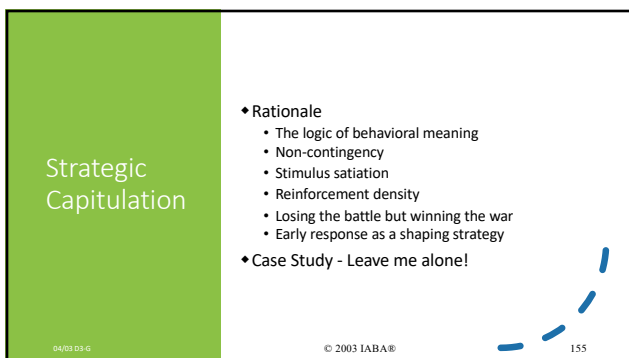 Strategic
Capitulation
◆Rationale
• The logic of behavioral meaning
• Non-contingency
• Stimulus satiation
• Reinforcement density
• Losing the battle but winning the war
• Early response as a shaping strategy
◆Case Study - Leave me alone!
04/03 D3-G
© 2003 IABA®
155